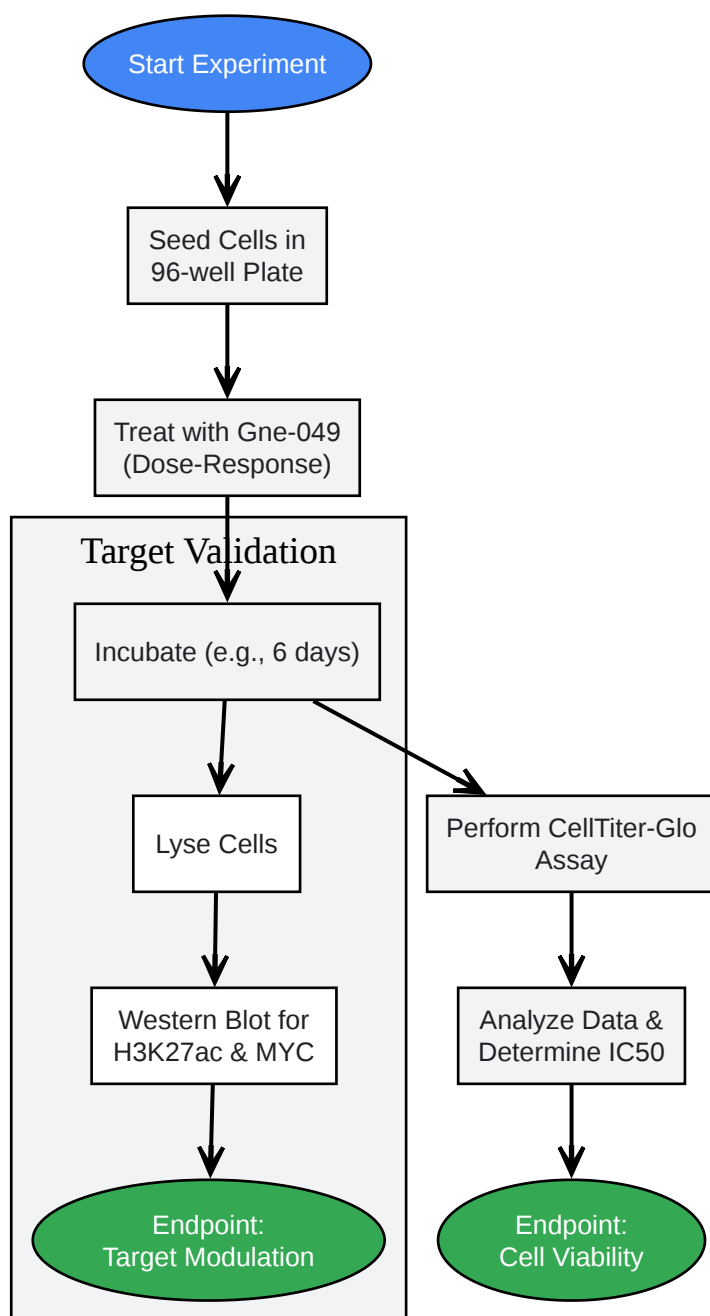 Start Experiment
Seed Cells in
96-well Plate
Treat with Gne-049
(Dose-Response)
Target Validation
Incubate (e.g., 6 days)
Lyse Cells
Perform CellTiter-Glo
Assay
Western Blot for
H3K27ac & MYC
Analyze Data &
Determine IC50
Endpoint:
Target Modulation
Endpoint:
Cell Viability